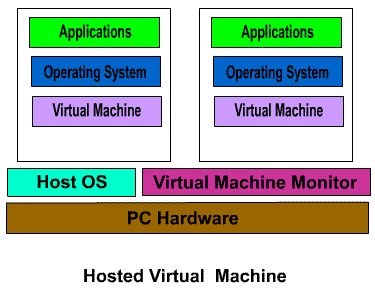 Applications
Operating System
Virtual Machine
Applications
Operating System
Virtual Machine
Host OS
Virtual Machine Monitor
PC Hardware
Hosted Virtual Machine